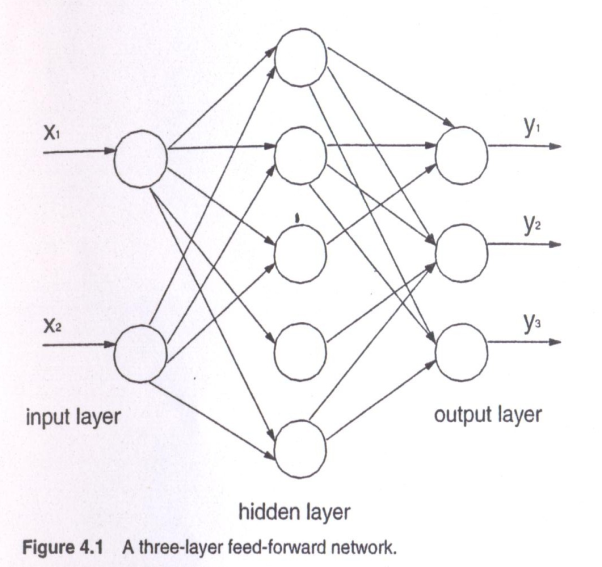 x₁
y₁
y₂
x₂
y₃
input layer
output layer
hidden layer
Figure 4.1 A three-layer feed-forward network.